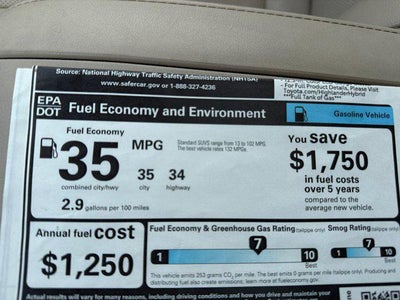 Source: National Highway Traffic Safety Administration (NHTSA)
www.safercar.gov or 1-888-327-4236
- For Full Product Details, Please Visit
Toyota.com/HighlanderHybrid
***Full Tank of Gas***
EPA
DOT
Fuel Economy and Environment
Gasoline Vehicle
Fuel Economy
35
MPG
Standard SUVS range from 13 to 102 MPG.
The best vehicle rates 132 MPGe.
35
34
combined city/hwy
city
highway
2.9 gallons per 100 miles
You save
$1,750
in fuel costs
over 5 years
compared to the
average new vehicle.
Annual fuel cost
$1,250
Fuel Economy & Greenhouse Gas Rating (tailpipe only)
Smog Rating (tailpipe only)
7
1
10
Best
7
1
10
Best
This vehicle emits 253 grams CO2 per mile. The best emits 0 grams per mile (tailpipe only). Producing and
distributing fuel also create emissions; learn more at fueleconomy.gov.
Actual results will vary for many reasons, including driving conditions and how you drive and maintain your